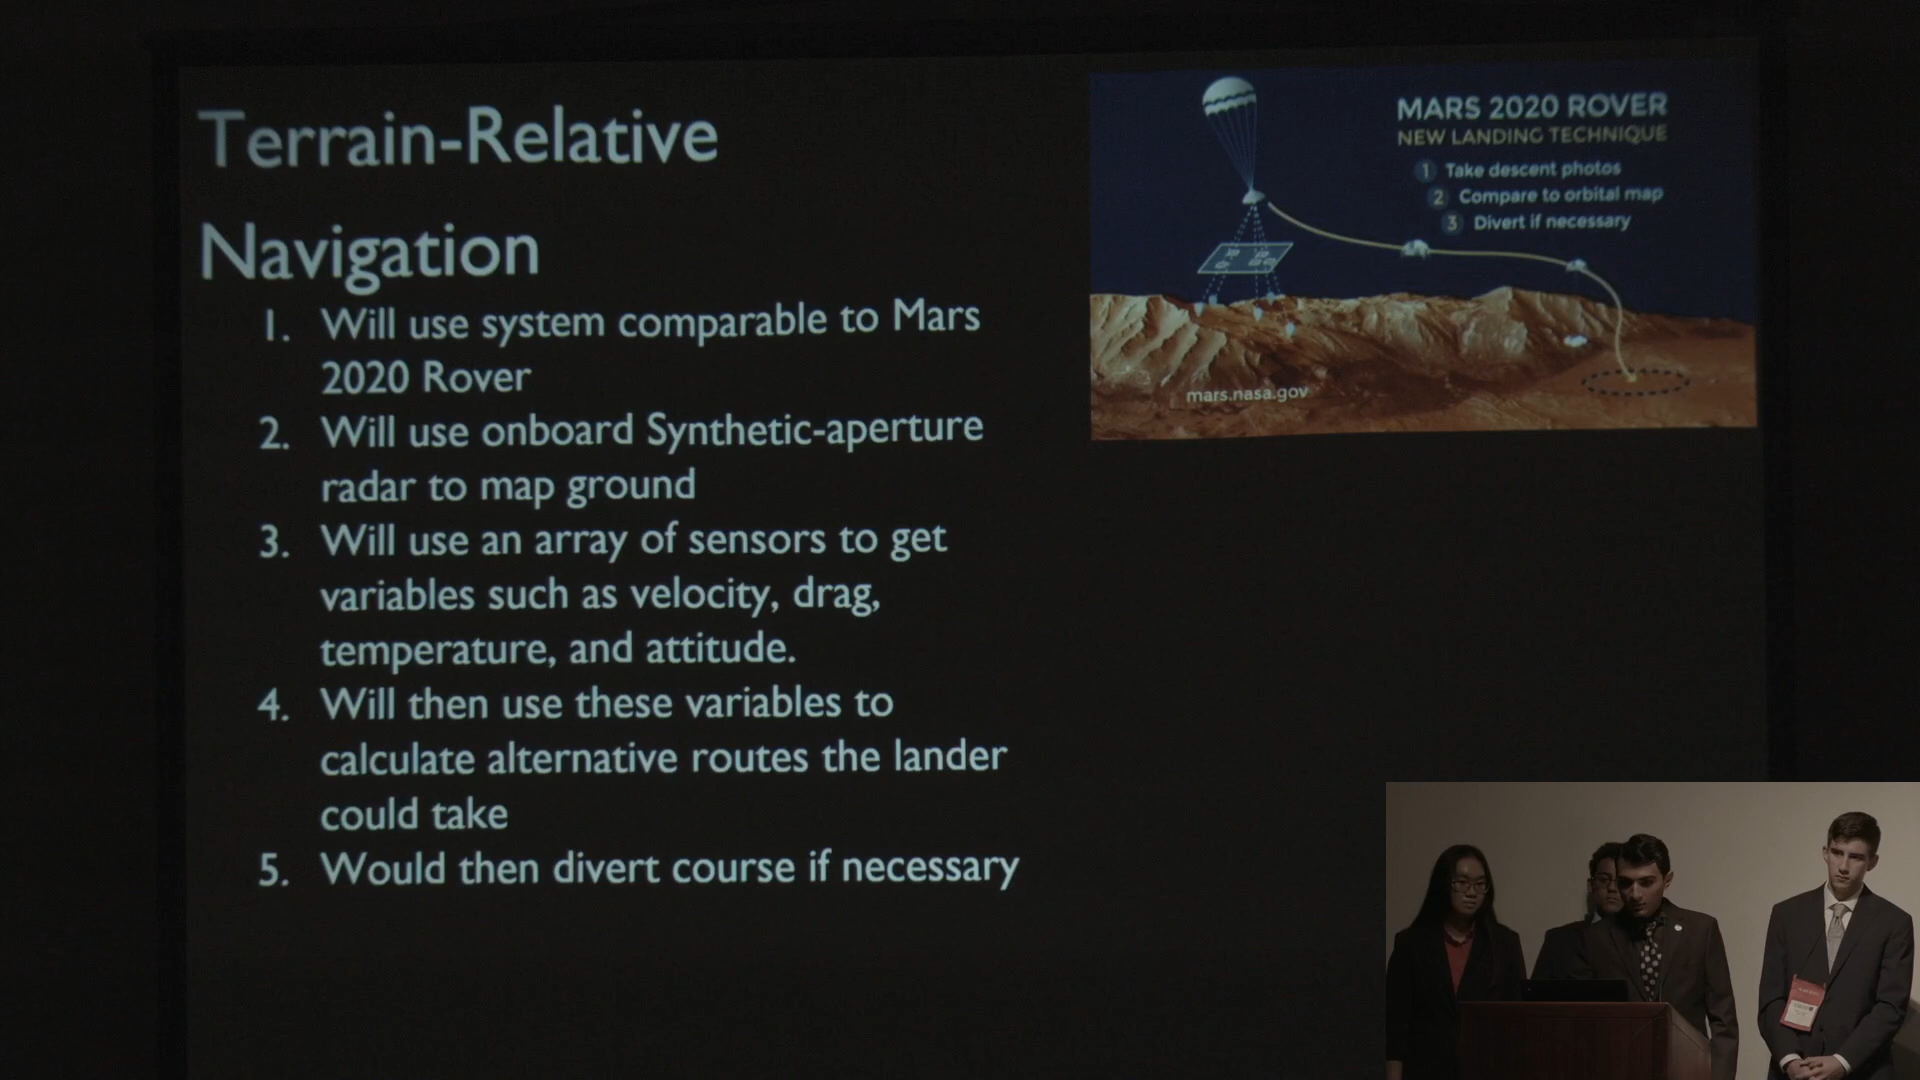 Terrain-Relative
Navigation
1. Will use system comparable to Mars
2020 Rover
2. Will use onboard Synthetic-aperture
radar to map ground
3. Will use an array of sensors to get
variables such as velocity, drag,
temperature, and attitude.
4. Will then use these variables to
calculate alternative routes the lander
could take
5. Would then divert course if necessary
MARS 2020 ROVER
NEW LANDING TECHNIQUE
1 Take descent photos
2 Compare to orbital map
3 Divert if necessary
mars.nasa.gov